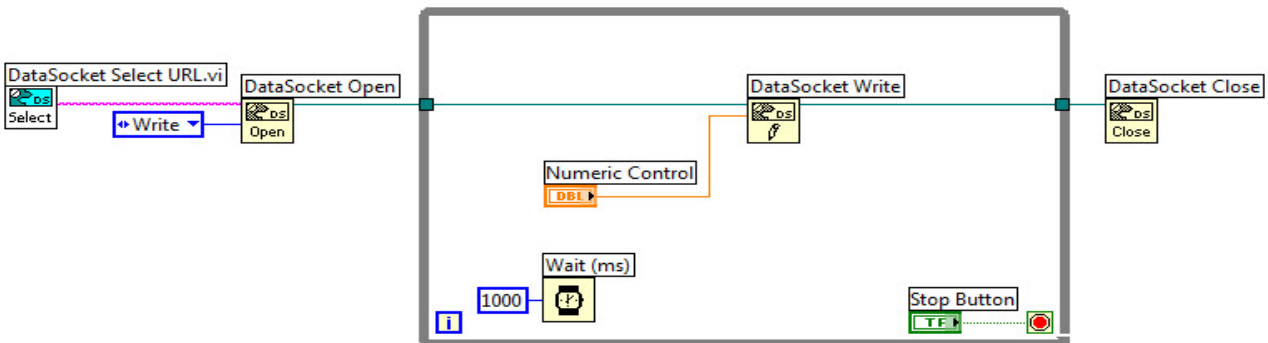 DataSocket Select URL.vi
DS
Select
Write
DataSocket Open
DS
Open
DataSocket Write
DS
Numeric Control
DBL
Wait (ms)
1000
i
Stop Button
TF
DataSocket Close
DS
Close